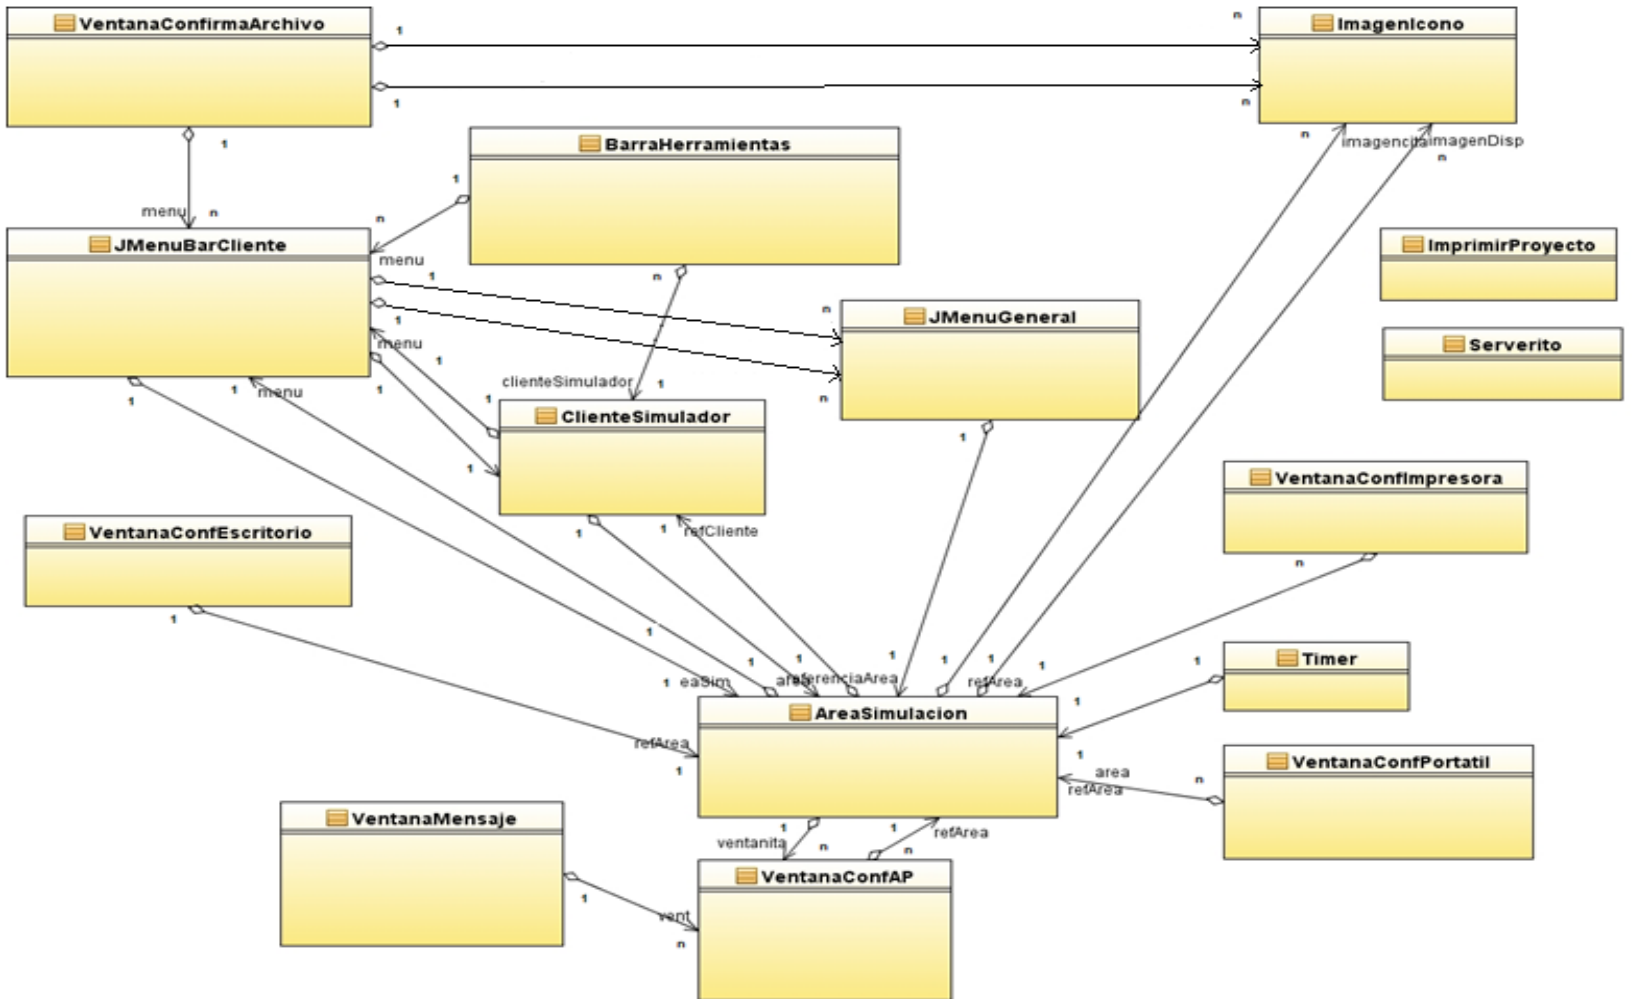 VentanaConfirmaArchivo
1
n
ImagenIcono
1
n
1
menu
n
BarraHerramientas
1
n
n
imagencita
imagenDisp
n
JMenuBarCliente
menu
1
n
1
menu
1
n
JMenuGeneral
n
ImprimirProyecto
Serverito
1
1
1
menu
1
1
1
clienteSimulador
1
ClienteSimulador
1
refCliente
1
1
VentanaConfImpresora
n
VentanaConfEscritorio
1
1
1
1
1
1
1
1
1
eaSim
area
referenciaArea
refArea
Timer
1
1
AreaSimulacion
refArea
1
1
area
refArea
n
VentanaConfPortatil
VentanaMensaje
1
ventanita
n
1
n
refArea
VentanaConfAP
1
vent
n